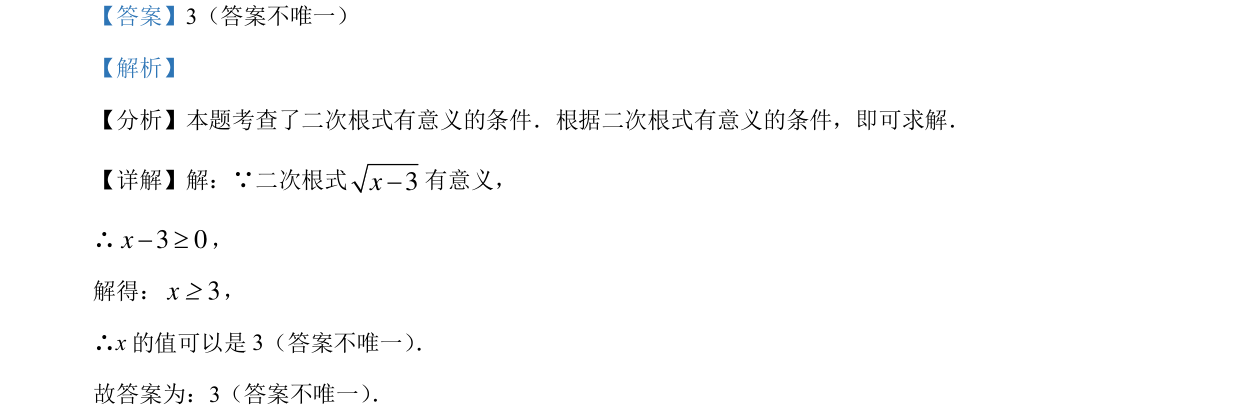 【答案】3（答案不唯一）
【解析】
【分析】本题考查了二次根式有意义的条件．根据二次根式有意义的条件，即可求解．
【详解】解：∵二次根式√(x−3)有意义，
∴x−3≥0，
解得：x≥3，
∴x 的值可以是 3（答案不唯一）．
故答案为：3（答案不唯一）．